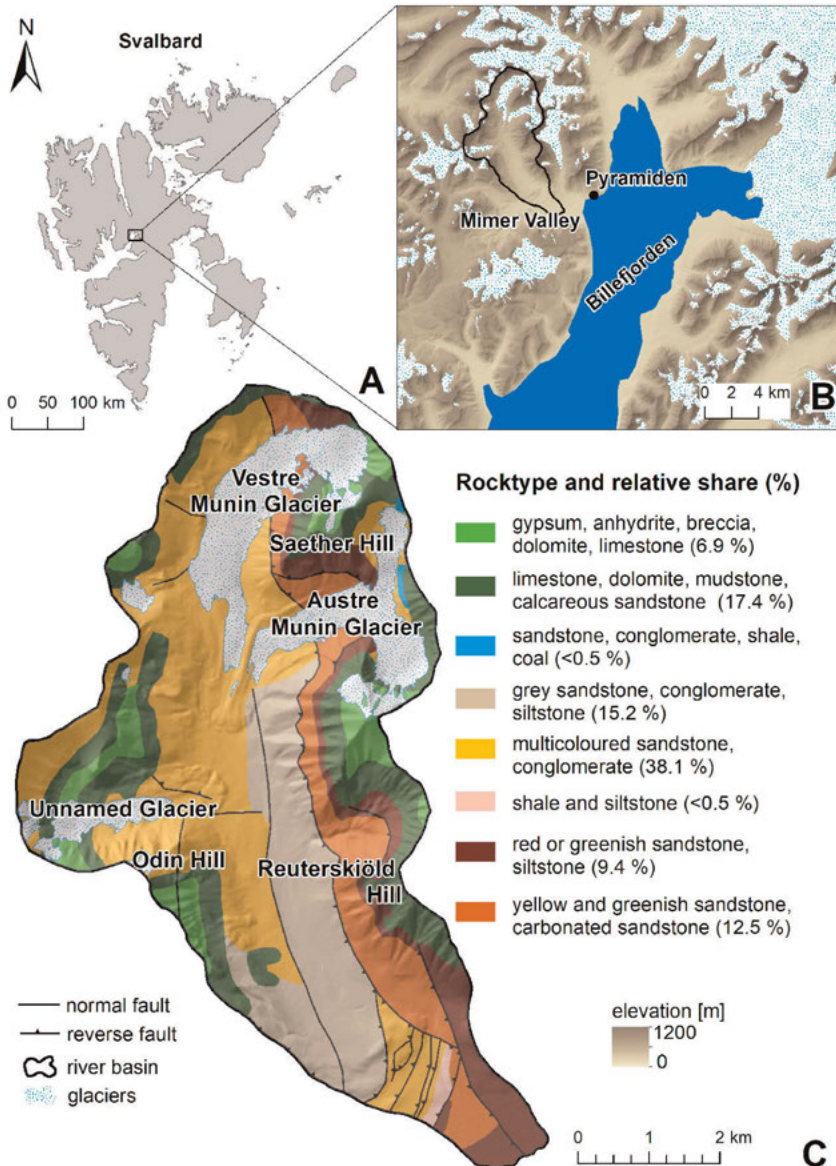 N
Svalbard
A
0 50 100 km
Pyramiden
Mimer Valley
Billefjorden
0 2 4 km
B
Vestre
Munin Glacier
Saether Hill
Austre
Munin Glacier
Unnamed Glacier
Odin Hill
Reuterskiöld
Hill
Rocktype and relative share (%)
gypsum, anhydrite, breccia,
dolomite, limestone (6.9 %)
limestone, dolomite, mudstone,
calcareous sandstone (17.4 %)
sandstone, conglomerate, shale,
coal (<0.5 %)
grey sandstone, conglomerate,
siltstone (15.2 %)
multicoloured sandstone,
conglomerate (38.1 %)
shale and siltstone (<0.5 %)
red or greenish sandstone,
siltstone (9.4 %)
yellow and greenish sandstone,
carbonated sandstone (12.5 %)
normal fault
reverse fault
river basin
glaciers
elevation [m]
1200
0
0 1 2 km
C